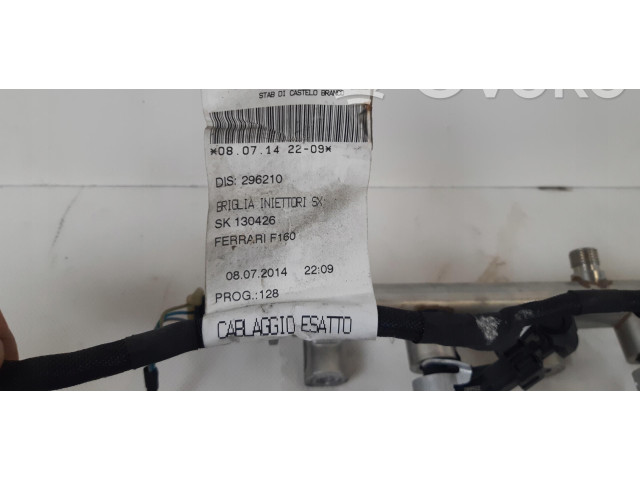 STAB DI CASTELO BRANCO
*08.07.14 22-09*
DIS: 296210
BRIGLIA INIETTORI SX
SK 130426
FERRARI F160
08.07.2014 22:09
PROG.:128
CABLAGGIO ESATTO